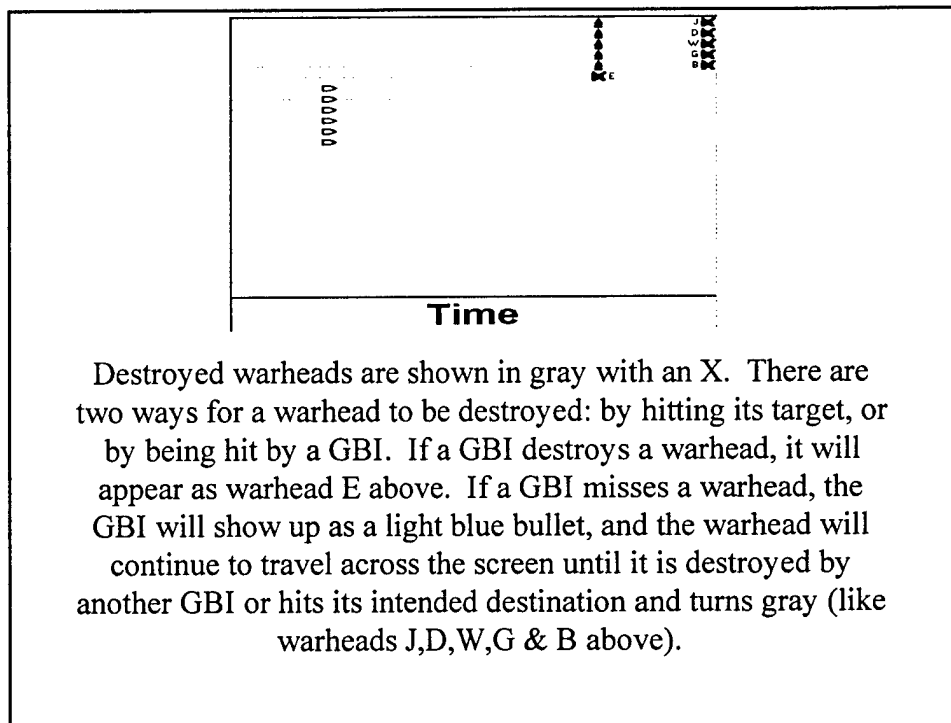 J
D
W
G
B
E
Time
Destroyed warheads are shown in gray with an X. There are
two ways for a warhead to be destroyed: by hitting its target, or
by being hit by a GBI. If a GBI destroys a warhead, it will
appear as warhead E above. If a GBI misses a warhead, the
GBI will show up as a light blue bullet, and the warhead will
continue to travel across the screen until it is destroyed by
another GBI or hits its intended destination and turns gray (like
warheads J,D,W,G & B above).